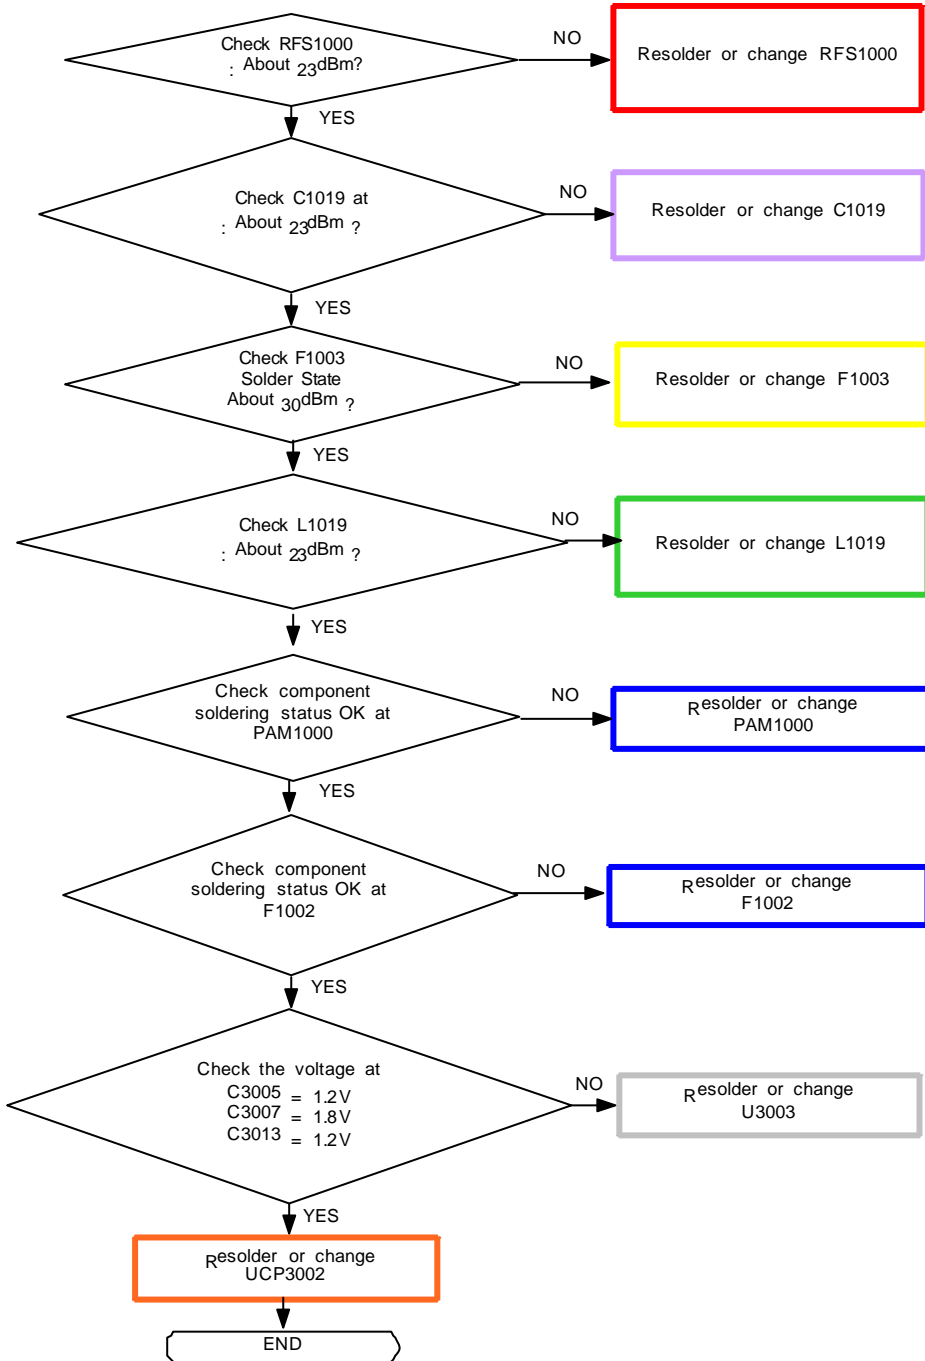 Check RFS1000
: About 23dBm?
NO
Resolder or change RFS1000
YES
Check C1019 at
: About 23dBm ?
NO
Resolder or change C1019
YES
Check F1003
Solder State
About 30dBm ?
NO
Resolder or change F1003
YES
Check L1019
: About 23dBm ?
NO
Resolder or change L1019
YES
Check component
soldering status OK at
PAM1000
NO
Resolder or change
PAM1000
YES
Check component
soldering status OK at
F1002
NO
Resolder or change
F1002
YES
Check the voltage at
C3005 = 1.2V
C3007 = 1.8V
C3013 = 1.2V
NO
Resolder or change
U3003
YES
Resolder or change
UCP3002
END